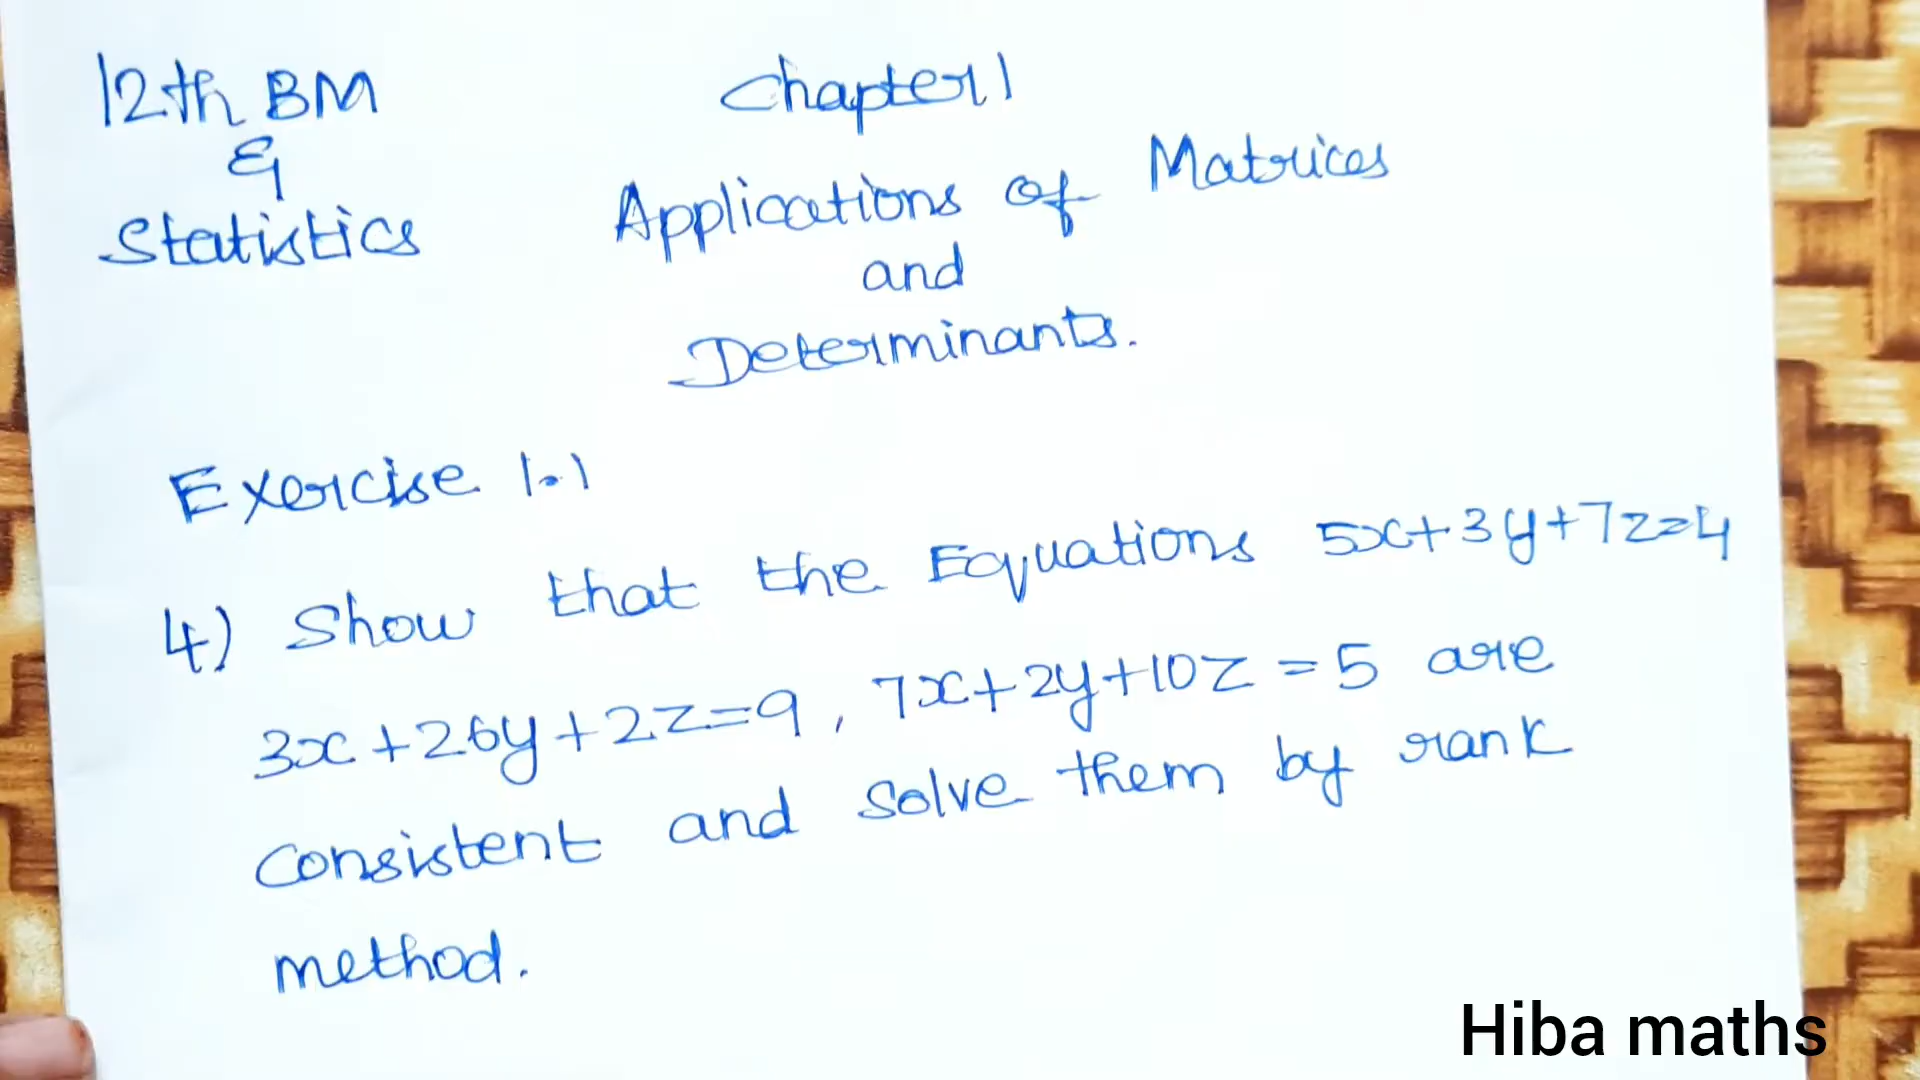 12th BM
&
Statistics
Chapter 1
Applications of Matrices
and
Determinants.
Exercise 1.1
4) Show that the Equations 5x+3y+7z=4
3x+26y+2z=9, 7x+2y+10z=5 are
Consistent and solve them by rank
method.
Hiba maths